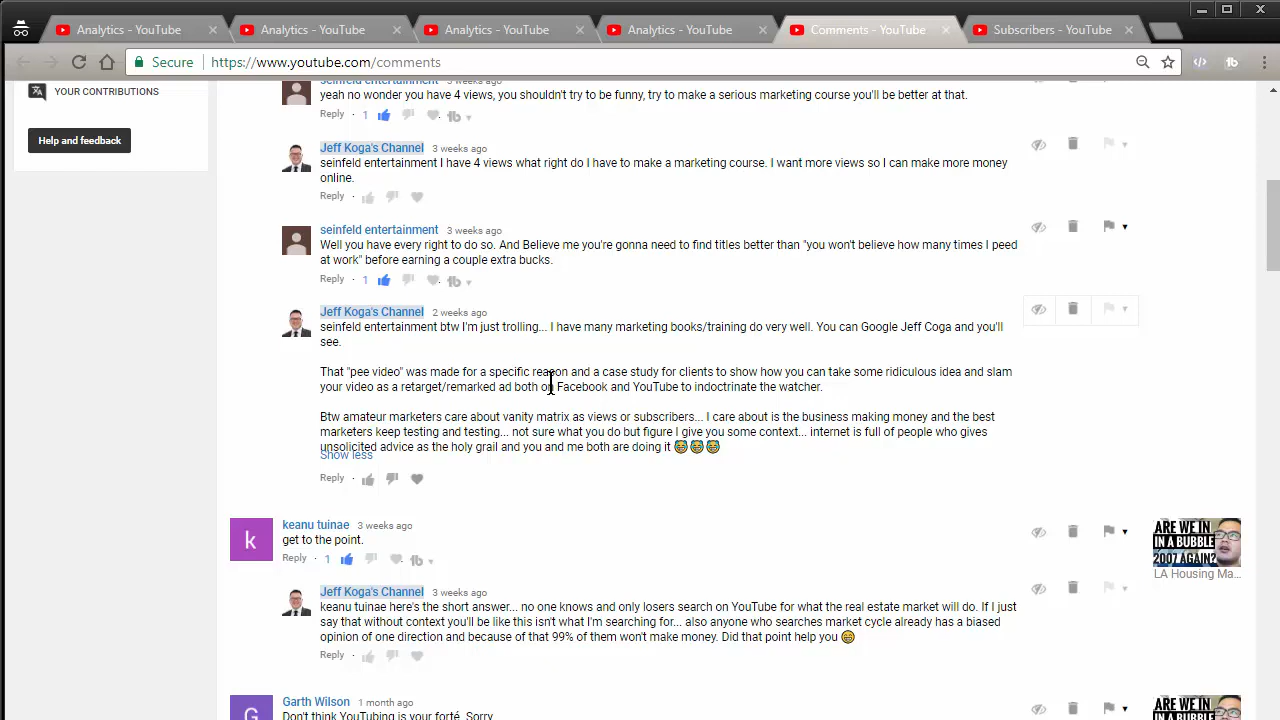 Analytics - YouTube
Analytics - YouTube
Analytics - YouTube
Analytics - YouTube
Comments - YouTube
Subscribers - YouTube
Secure
https://www.youtube.com/comments
YOUR CONTRIBUTIONS
Help and feedback
seinfeld entertainment 3 weeks ago
yeah no wonder you have 4 views, you shouldn't try to be funny, try to make a serious marketing course you'll be better at that.
Reply · 1
Jeff Koga's Channel 3 weeks ago
seinfeld entertainment I have 4 views what right do I have to make a marketing course. I want more views so I can make more money
online.
Reply ·
seinfeld entertainment 3 weeks ago
Well you have every right to do so. And Believe me you're gonna need to find titles better than "you won't believe how many times I peed
at work" before earning a couple extra bucks.
Reply · 1
Jeff Koga's Channel 2 weeks ago
seinfeld entertainment btw I'm just trolling... I have many marketing books/training do very well. You can Google Jeff Coga and you'll
see.
That "pee video" was made for a specific reason and a case study for clients to show how you can take some ridiculous idea and slam
your video as a retarget/remarked ad both on Facebook and YouTube to indoctrinate the watcher.
Btw amateur marketers care about vanity matrix as views or subscribers... I care about is the business making money and the best
marketers keep testing and testing... not sure what you do but figure I give you some context... internet is full of people who gives
unsolicited advice as the holy grail and you and me both are doing it 😂😂😂
Show less
Reply ·
k
keanu tuinae 3 weeks ago
get to the point.
Reply · 1
ARE WE IN
IN A BUBBLE
2007 AGAIN?
LA Housing Ma...
Jeff Koga's Channel 3 weeks ago
keanu tuinae here's the short answer... no one knows and only losers search on YouTube for what the real estate market will do. If I just
say that without context you'll be like this isn't what I'm searching for... also anyone who searches market cycle already has a biased
opinion of one direction and because of that 99% of them won't make money. Did that point help you 😁
Reply ·
G
Garth Wilson 1 month ago
Don't think YouTubing is your forté. Sorry
ARE WE IN